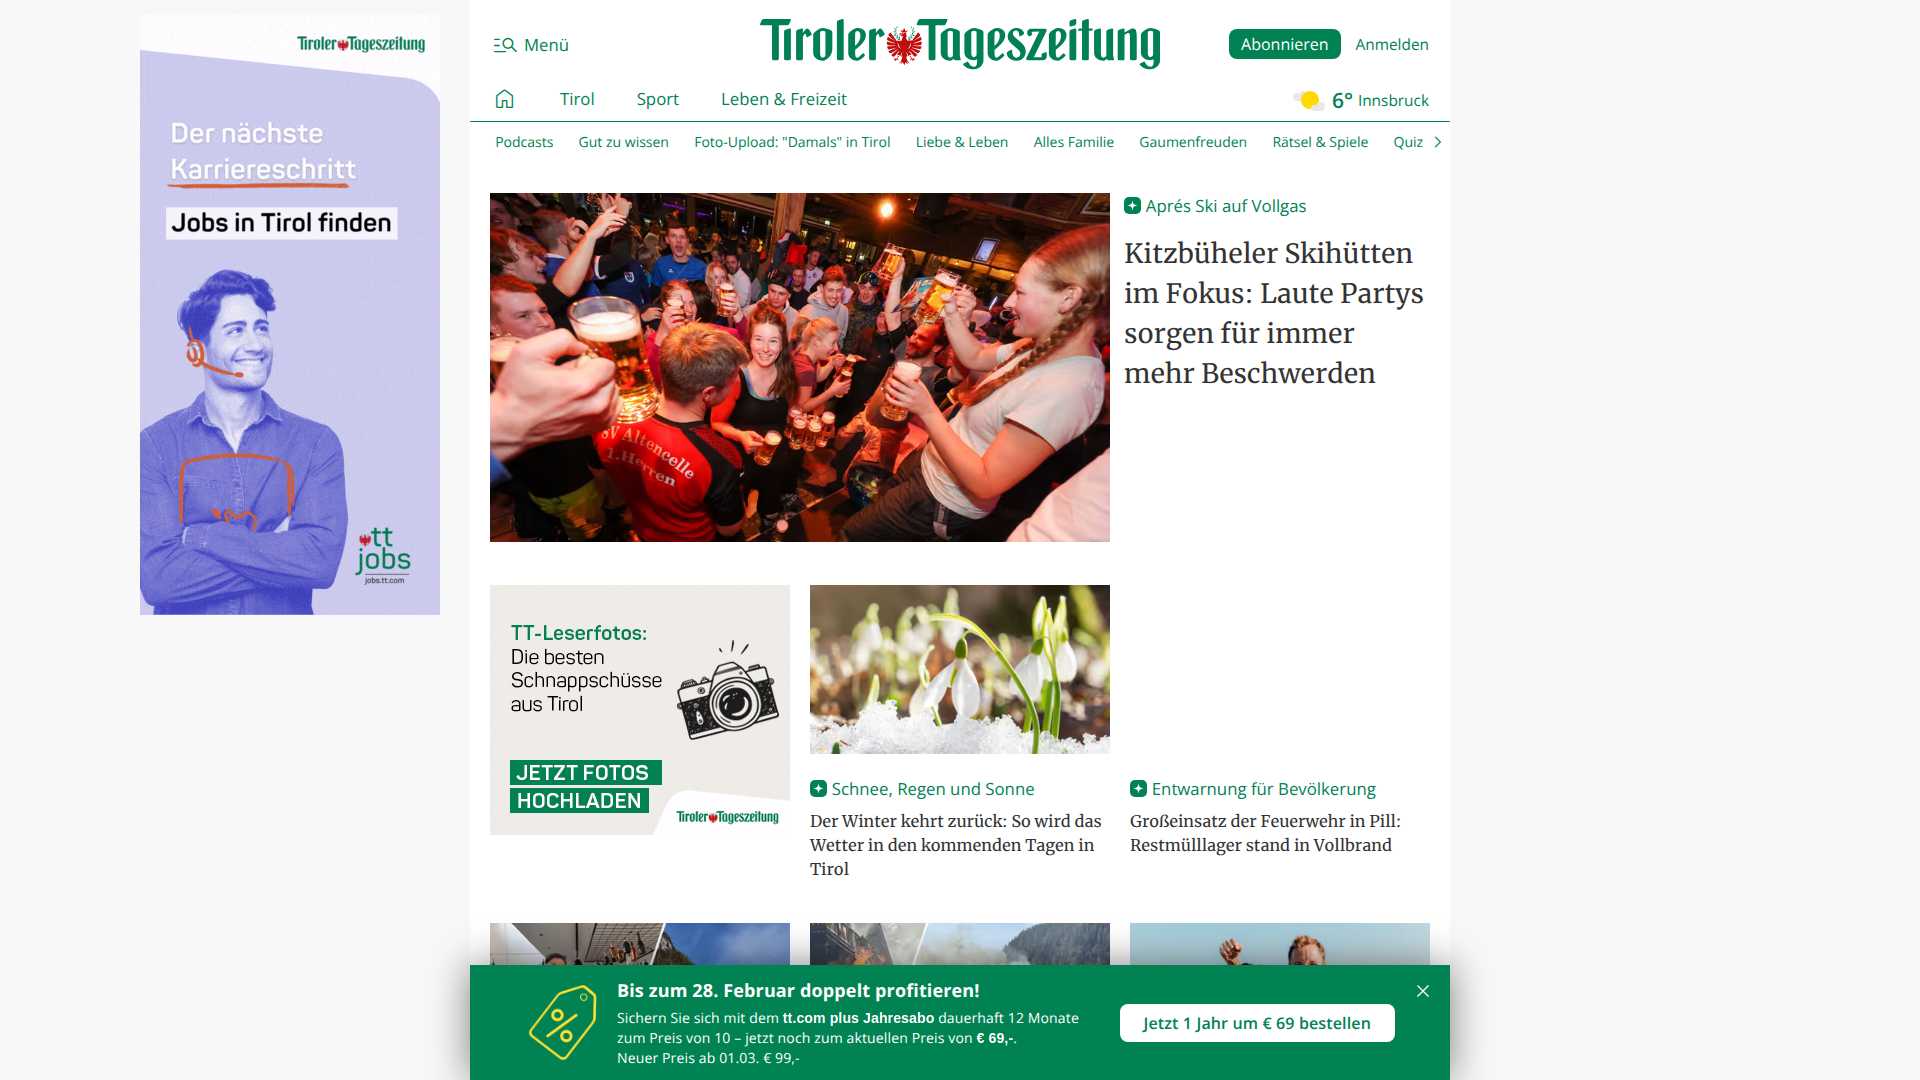 Tiroler Tageszeitung
Der nächste
Karriereschritt
Jobs in Tirol finden
tt
jobs
jobs.tt.com
Menü
Tiroler Tageszeitung
Abonnieren
Anmelden
Tirol
Sport
Leben & Freizeit
6° Innsbruck
Podcasts
Gut zu wissen
Foto-Upload: "Damals" in Tirol
Liebe & Leben
Alles Familie
Gaumenfreuden
Rätsel & Spiele
Quiz
SV Altencelle
1.Herren
Aprés Ski auf Vollgas
Kitzbüheler Skihütten
im Fokus: Laute Partys
sorgen für immer
mehr Beschwerden
TT-Leserfotos:
Die besten
Schnappschüsse
aus Tirol
JETZT FOTOS
HOCHLADEN
Tiroler Tageszeitung
Schnee, Regen und Sonne
Der Winter kehrt zurück: So wird das
Wetter in den kommenden Tagen in
Tirol
Entwarnung für Bevölkerung
Großeinsatz der Feuerwehr in Pill:
Restmülllager stand in Vollbrand
Bis zum 28. Februar doppelt profitieren!
Sichern Sie sich mit dem tt.com plus Jahresabo dauerhaft 12 Monate
zum Preis von 10 – jetzt noch zum aktuellen Preis von € 69,-.
Neuer Preis ab 01.03. € 99,-
Jetzt 1 Jahr um € 69 bestellen